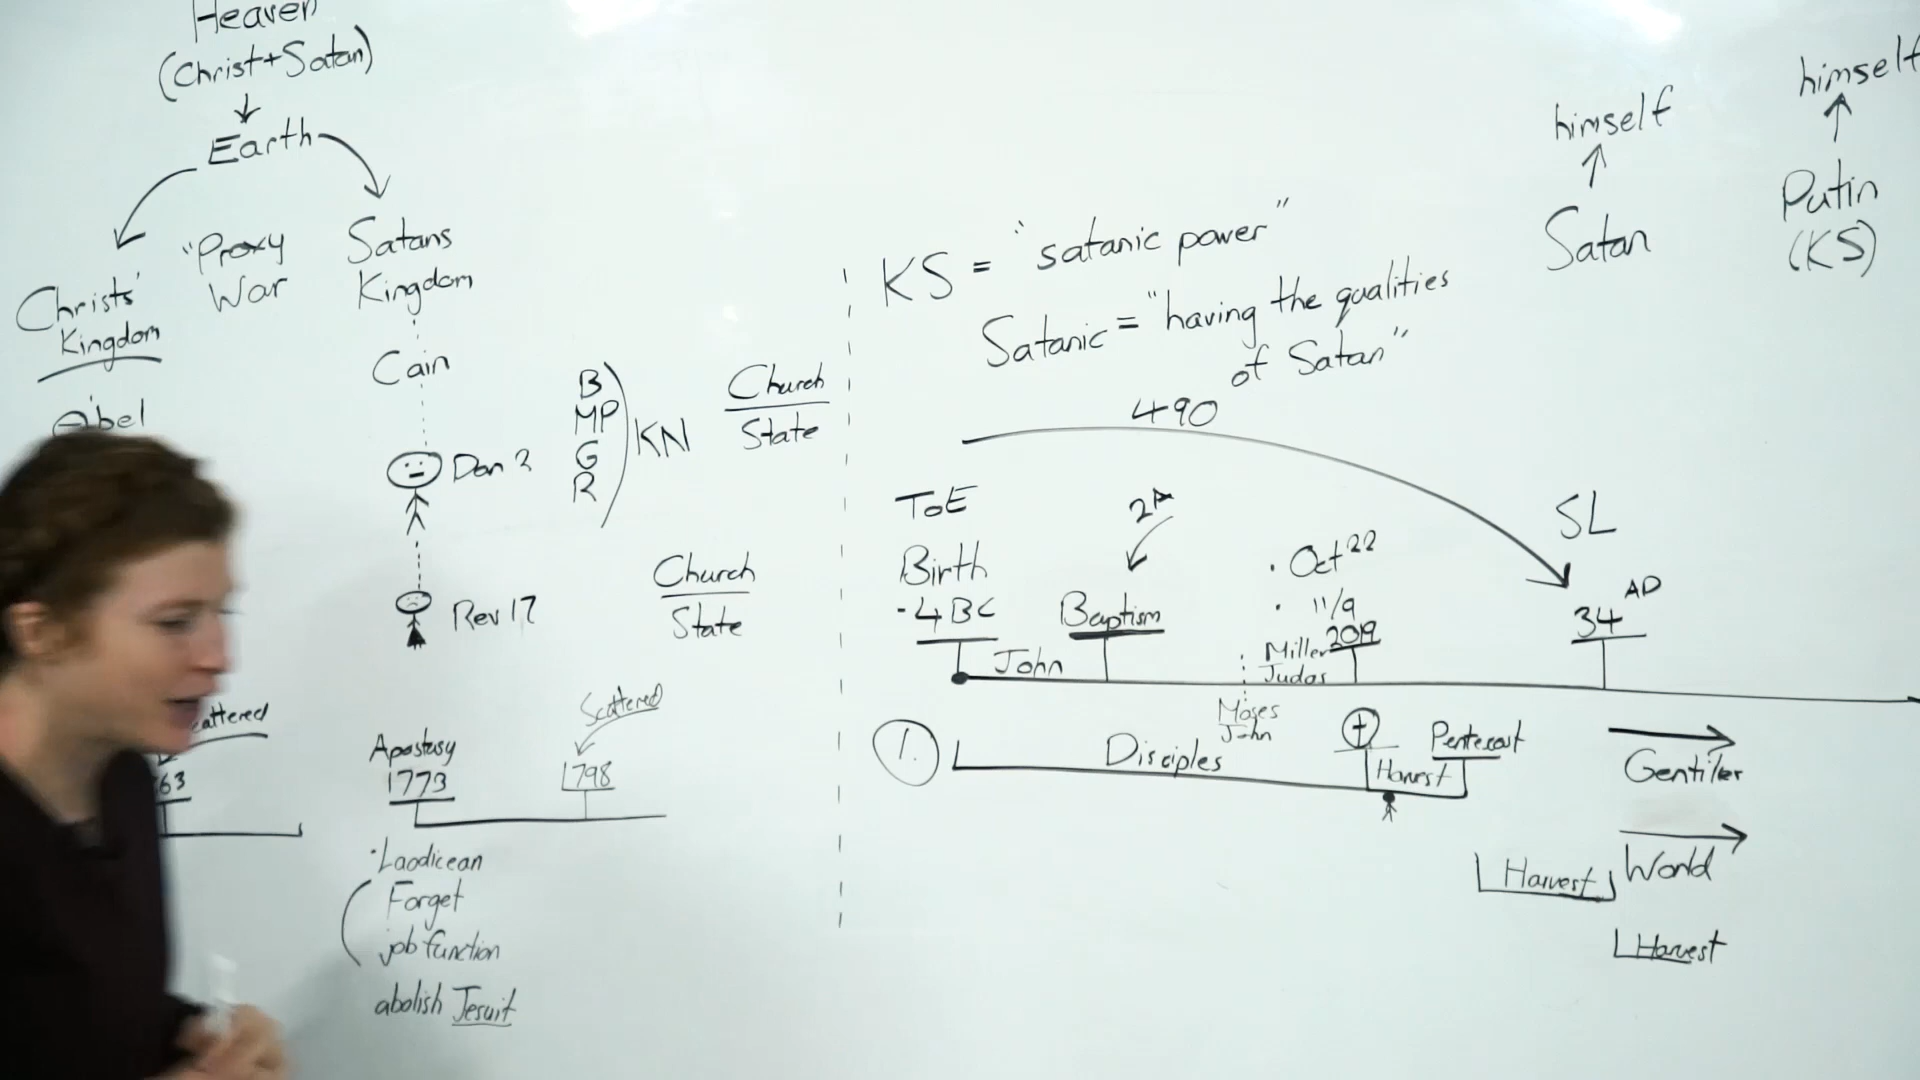 Heaven
(Christ+Satan)
Earth
"Proxy
War
Christs'
Kingdom
Abel
Satans
Kingdom
Cain
Dan 2
B
MP
G
R
KN
Church
State
Rev 17
Church
State
cattered
63
Apostasy
1773
Scattered
1798
·Laodicean
Forget
job function
abolish Jesuit
KS = "satanic power"
Satanic = "having the qualities
of Satan"
himself
Satan
himself
Putin
(KS)
490
ToE
Birth
·4BC
John
2A
Baptism
· Oct 22
· 11/9
2019
Miller
Judas
Moses
John
SL
34 AD
1.
Disciples
+
Harvest
Pentecost
Gentiles
Harvest
World
Harvest